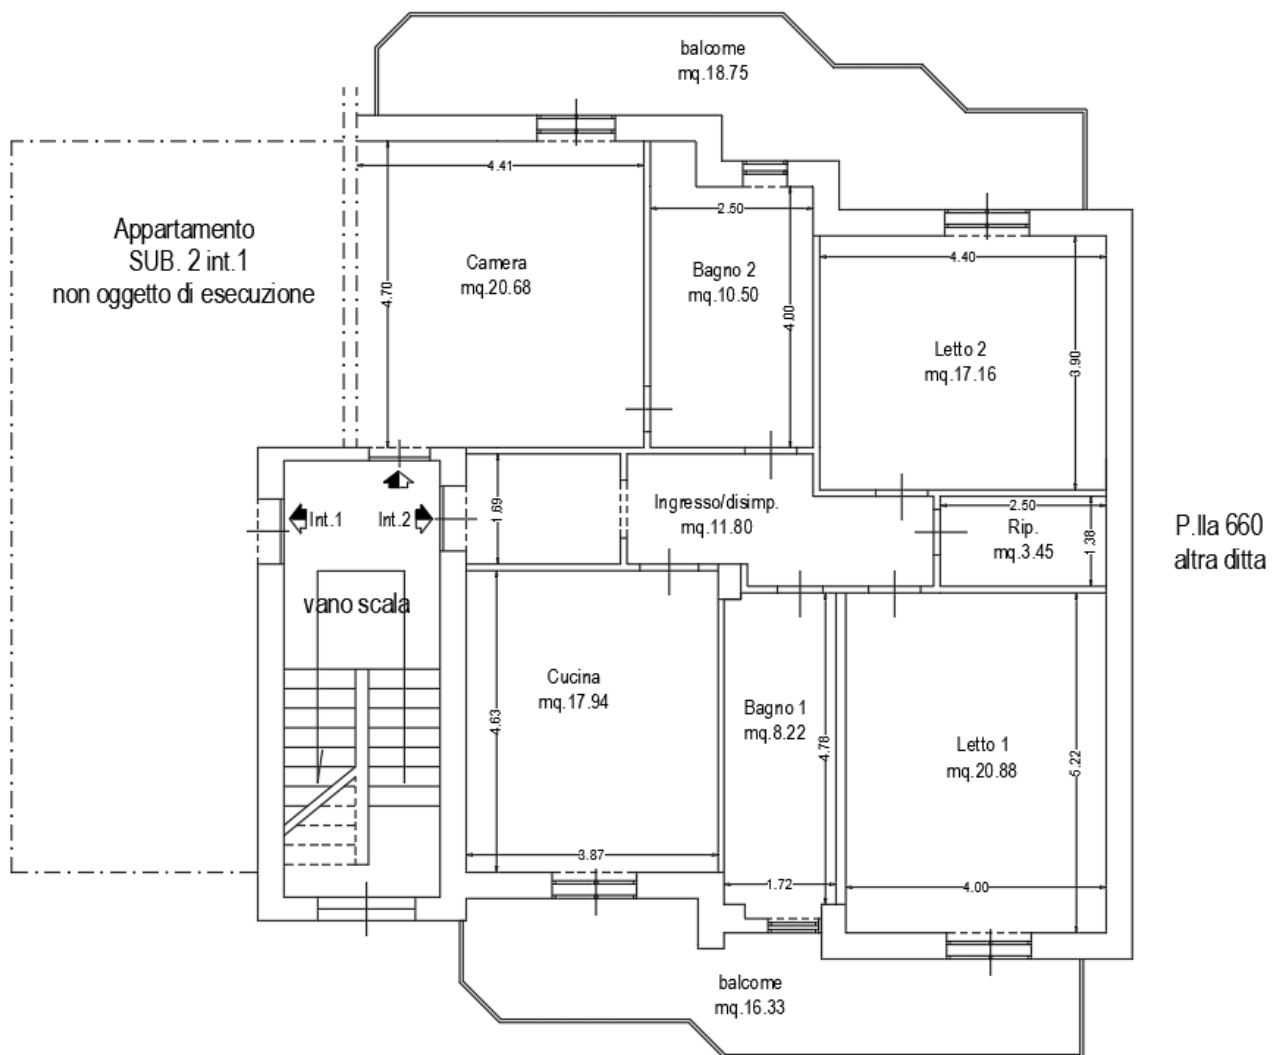 balcome
mq.18.75
4.41
2.50
4.40
Appartamento
SUB. 2 int.1
non oggetto di esecuzione
Camera
mq.20.68
4.70
Bagno 2
mq.10.50
4.00
Letto 2
mq.17.16
3.90
Int.1
Int.2
1.69
Ingresso/disimp.
mq.11.80
2.50
Rip.
mq.3.45
1.38
P.lla 660
altra ditta
vano scala
Cucina
mq.17.94
4.63
3.87
Bagno 1
mq.8.22
4.78
1.72
Letto 1
mq.20.88
5.22
4.00
balcome
mq.16.33